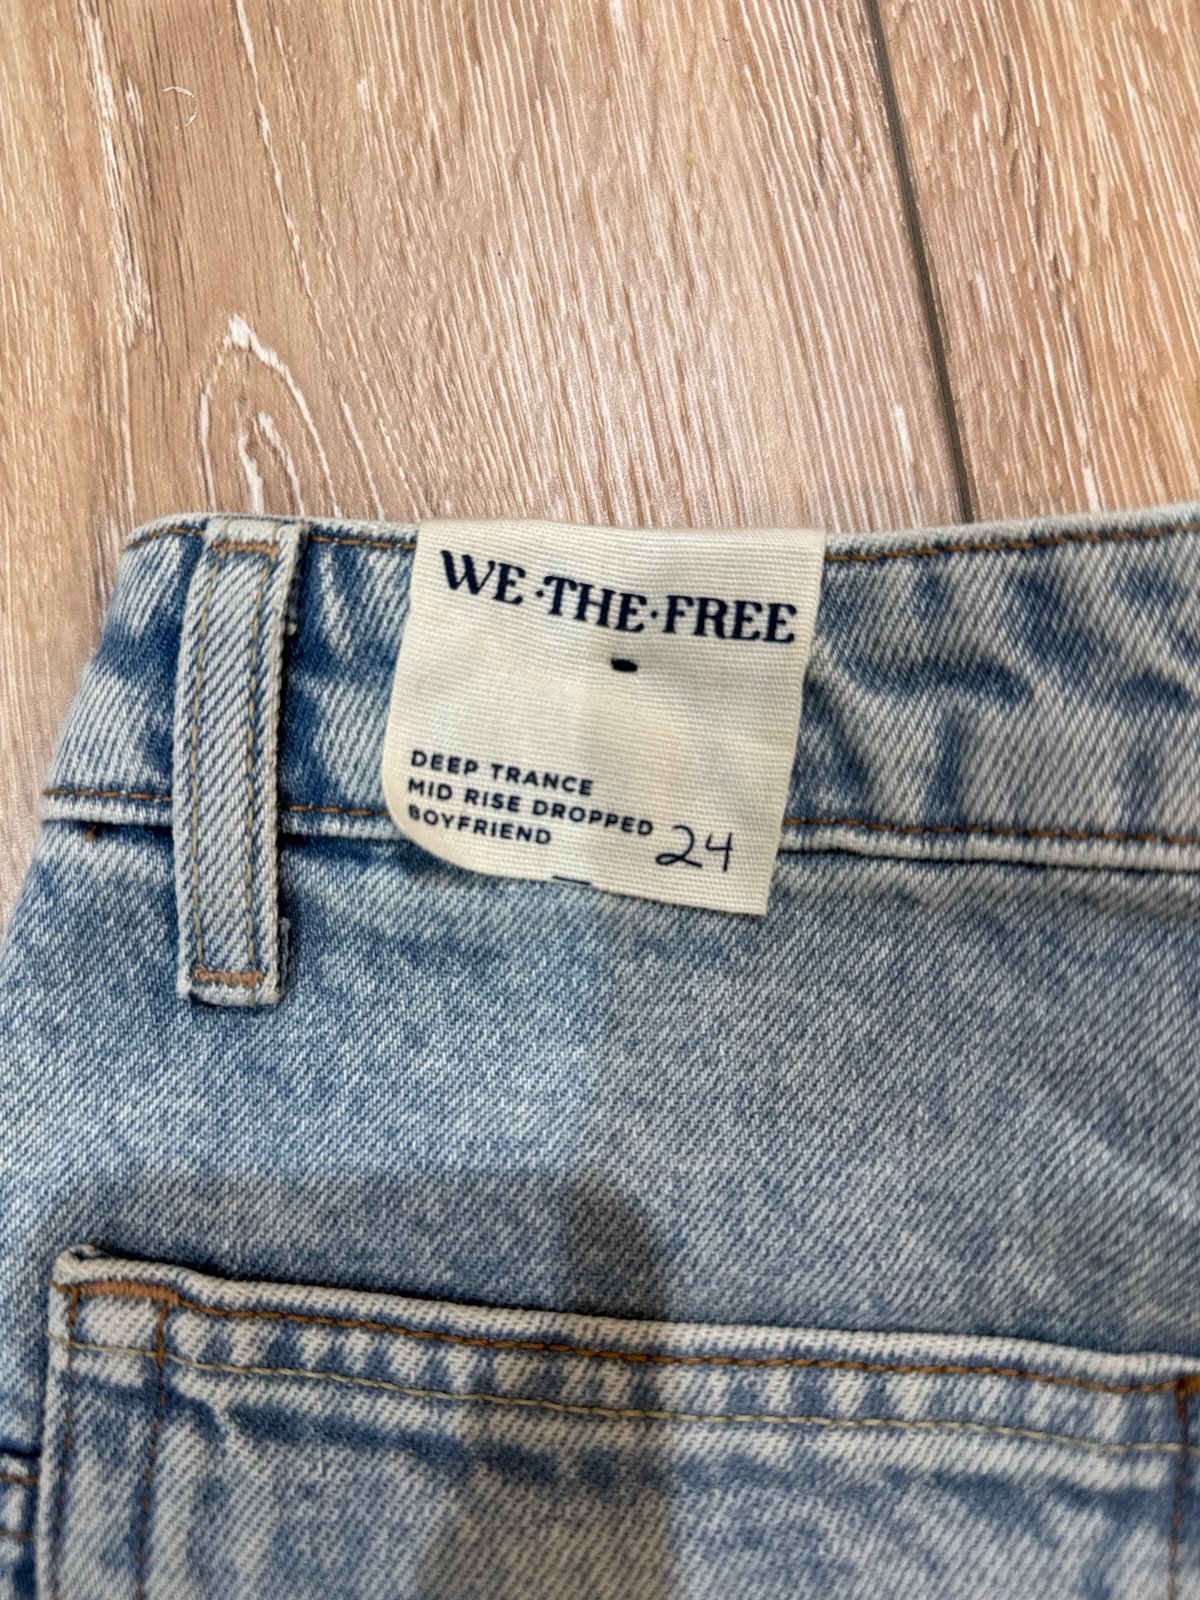 WE·THE·FREE
DEEP TRANCE
MID RISE DROPPED
BOYFRIEND
24